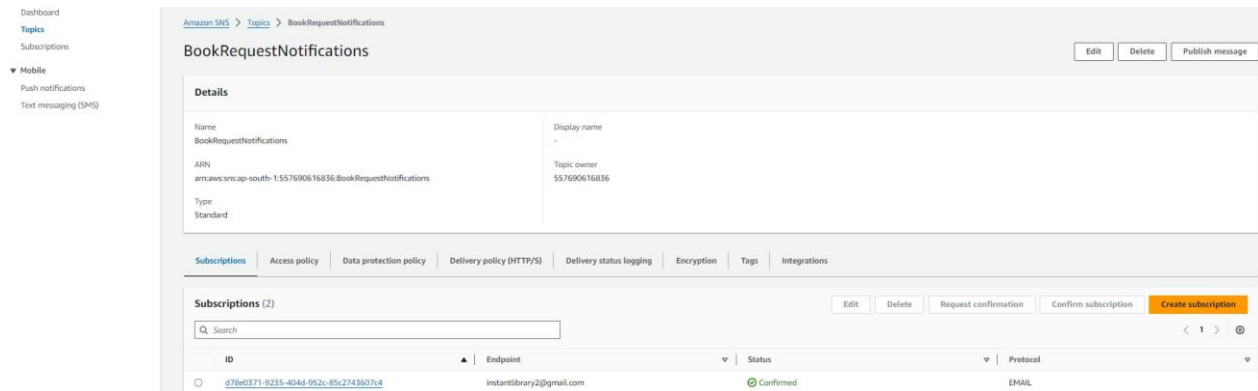 Dashboard
Topics
Subscriptions
Mobile
Push notifications
Text messaging (SMS)
Amazon SNS > Topics > BookRequestNotifications
BookRequestNotifications
Edit Delete Publish message
Details
Name
BookRequestNotifications
Display name
-
ARN
arn:aws:sns:ap-south-1:557690616836:BookRequestNotifications
Topic owner
557690616836
Type
Standard
Subscriptions Access policy Data protection policy Delivery policy (HTTP/S) Delivery status logging Encryption Tags Integrations
Subscriptions (2)
Edit Delete Request confirmation Confirm subscription Create subscription
Search
< 1 >
ID Endpoint Status Protocol
d78e0371-9235-404d-952c-85c2743607c4 instantlibrary2@gmail.com Confirmed EMAIL